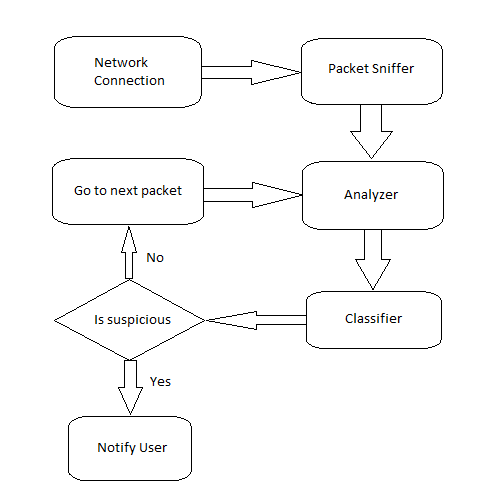 Network
Connection
Packet Sniffer
Go to next packet
Analyzer
No
Is suspicious
Classifier
Yes
Notify User